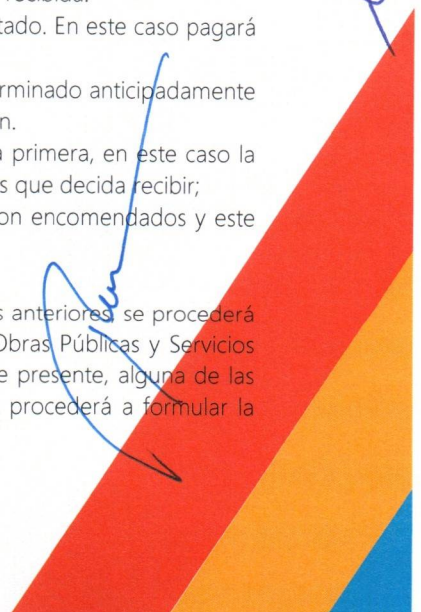 recibida.
tado. En este caso pagará
rminado anticipadamente
n.
a primera, en este caso la
s que decida recibir;
on encomendados y este
s anteriores, se procederá
Obras Públicas y Servicios
e presente, alguna de las
procederá a formular la